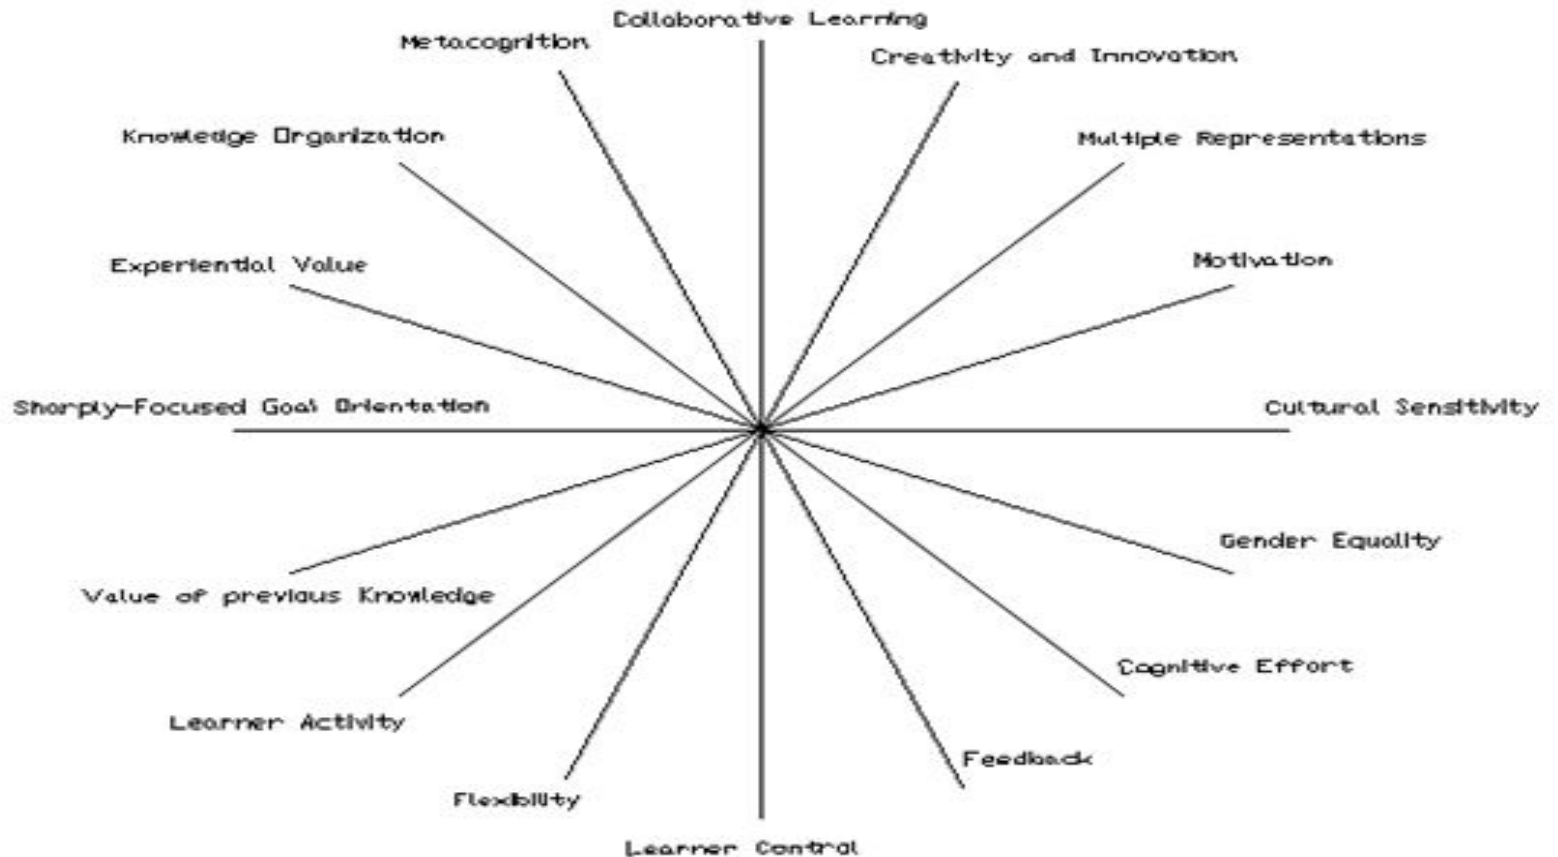 Collaborative Learning
Metacognition
Creativity and Innovation
Knowledge Organization
Multiple Representations
Experiential Value
Motivation
Sharply-Focused Goal Orientation
Cultural Sensitivity
Gender Equality
Value of previous Knowledge
Cognitive Effort
Learner Activity
Feedback
Flexibility
Learner Control